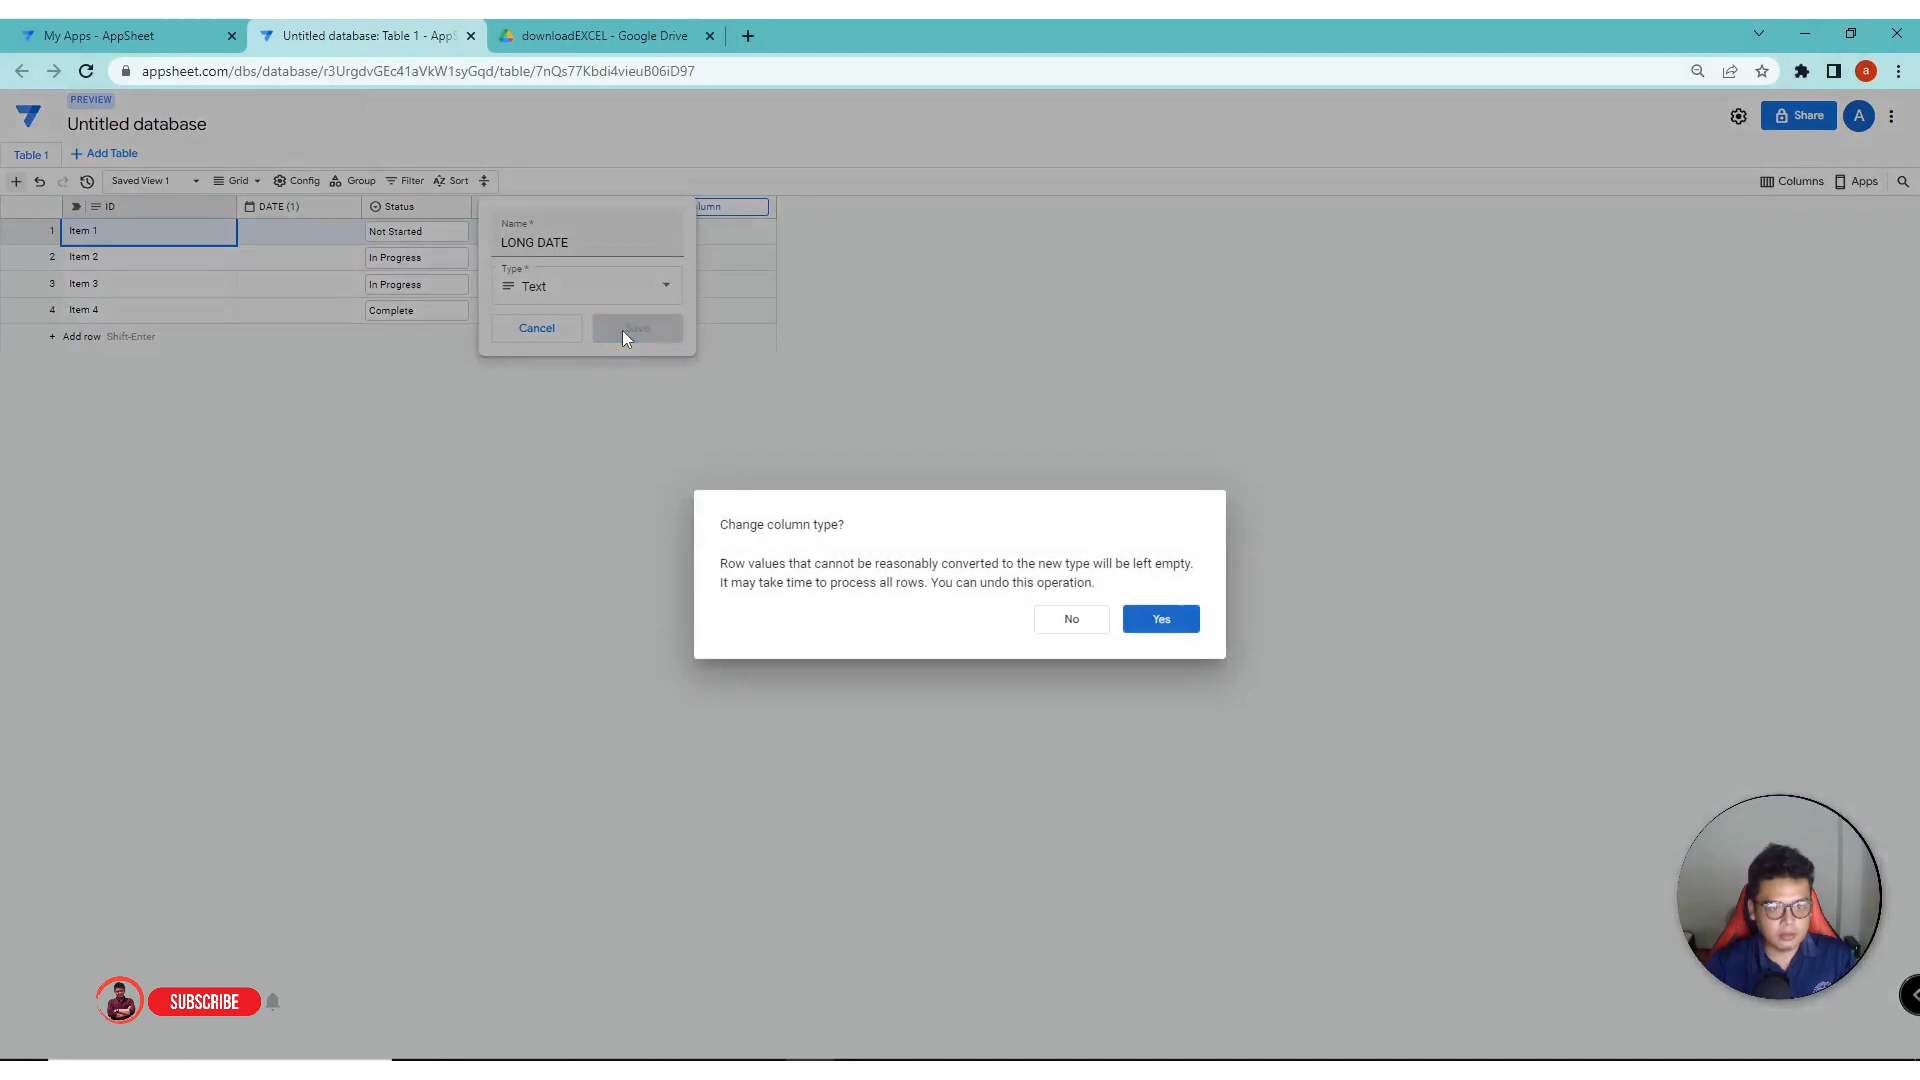 My Apps - AppSheet
Untitled database: Table 1 - AppS
downloadEXCEL - Google Drive
appsheet.com/dbs/database/r3UrgdvGEc41aVkW1syGqd/table/7nQs77Kbdi4vieuB06iD97
a
PREVIEW
Untitled database
Share
A
Table 1
+ Add Table
Saved View 1
Grid
Config
Group
Filter
Sort
Columns
Apps
ID
DATE (1)
Status
Name *
LONG DATE
Type *
Text
Cancel
Save
lumn
1 Item 1 Not Started
2 Item 2 In Progress
3 Item 3 In Progress
4 Item 4 Complete
+ Add row Shift-Enter
Change column type?
Row values that cannot be reasonably converted to the new type will be left empty.
It may take time to process all rows. You can undo this operation.
No
Yes
SUBSCRIBE